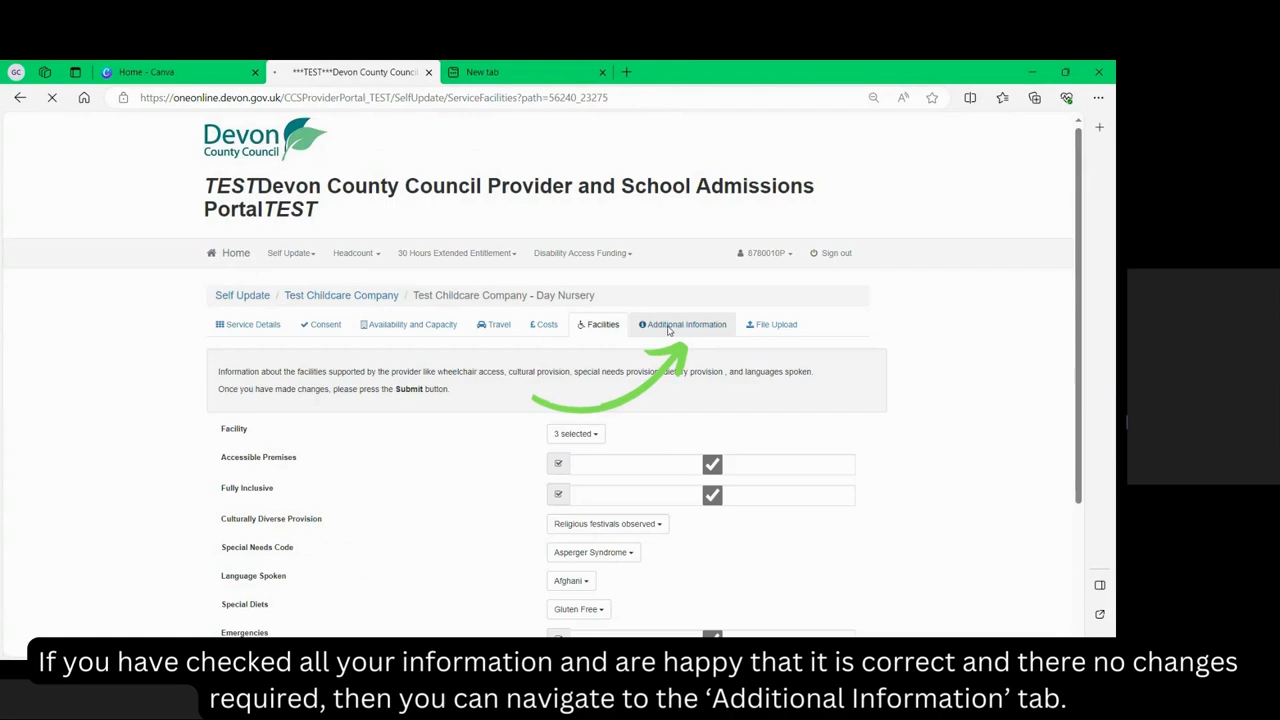 GC
Home - Canva
***TEST***Devon County Counci
New tab
https://oneonline.devon.gov.uk/CCSProviderPortal_TEST/SelfUpdate/ServiceFacilities?path=56240_23275
Devon
County Council
TESTDevon County Council Provider and School Admissions
PortalTEST
Home Self Update Headcount 30 Hours Extended Entitlement Disability Access Funding 8780010P Sign out
Self Update / Test Childcare Company / Test Childcare Company - Day Nursery
Service Details Consent Availability and Capacity Travel £ Costs Facilities Additional Information File Upload
Information about the facilities supported by the provider like wheelchair access, cultural provision, special needs provision, dietary provision , and languages spoken.
Once you have made changes, please press the Submit button.
Facility
3 selected
Accessible Premises
Fully Inclusive
Culturally Diverse Provision
Religious festivals observed
Special Needs Code
Asperger Syndrome
Language Spoken
Afghani
Special Diets
Gluten Free
Emergencies
If you have checked all your information and are happy that it is correct and there no changes
required, then you can navigate to the ‘Additional Information’ tab.